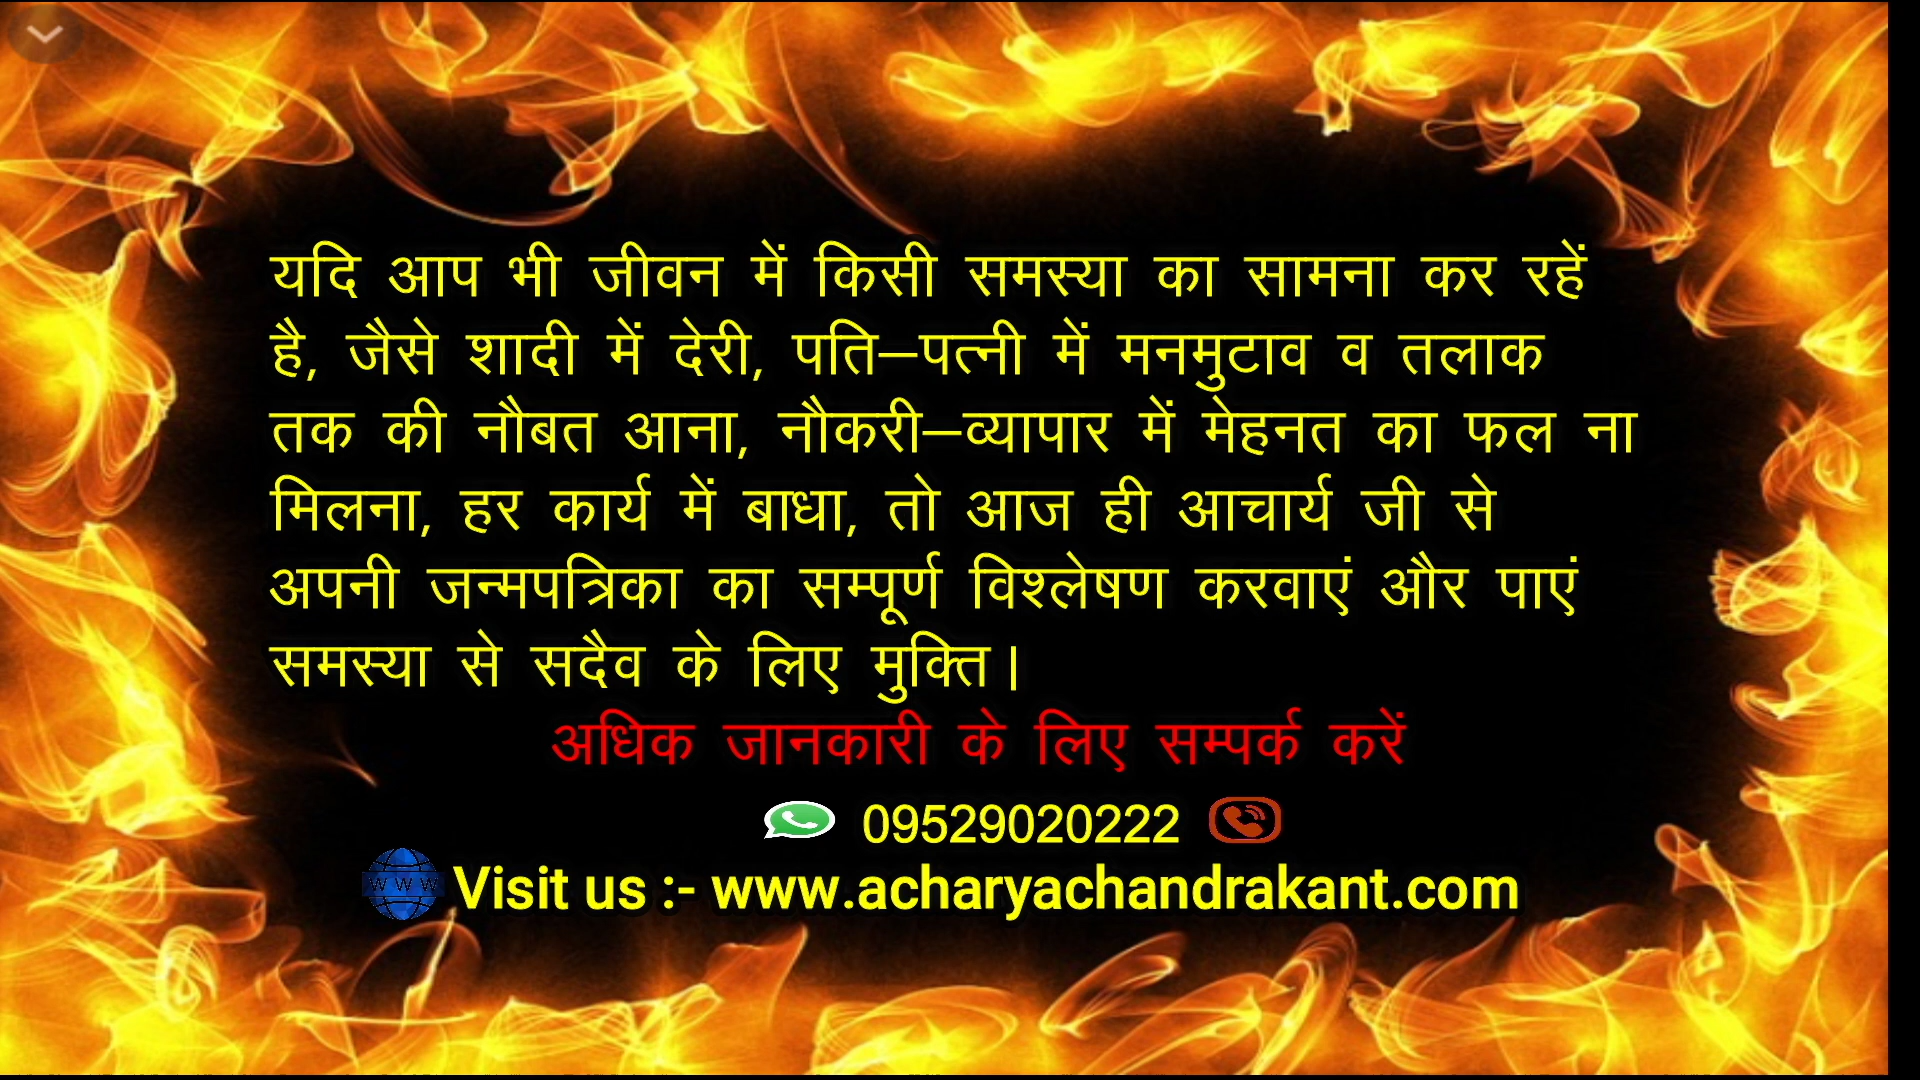 यदि आप भी जीवन में किसी समस्या का सामना कर रहें
है, जैसे शादी में देरी, पति–पत्नी में मनमुटाव व तलाक
तक की नौबत आना, नौकरी–व्यापार में मेहनत का फल ना
मिलना, हर कार्य में बाधा, तो आज ही आचार्य जी से
अपनी जन्मपत्रिका का सम्पूर्ण विश्लेषण करवाएं और पाएं
समस्या से सदैव के लिए मुक्ति।
अधिक जानकारी के लिए सम्पर्क करें
09529020222
WWW Visit us :- www.acharyachandrakant.com